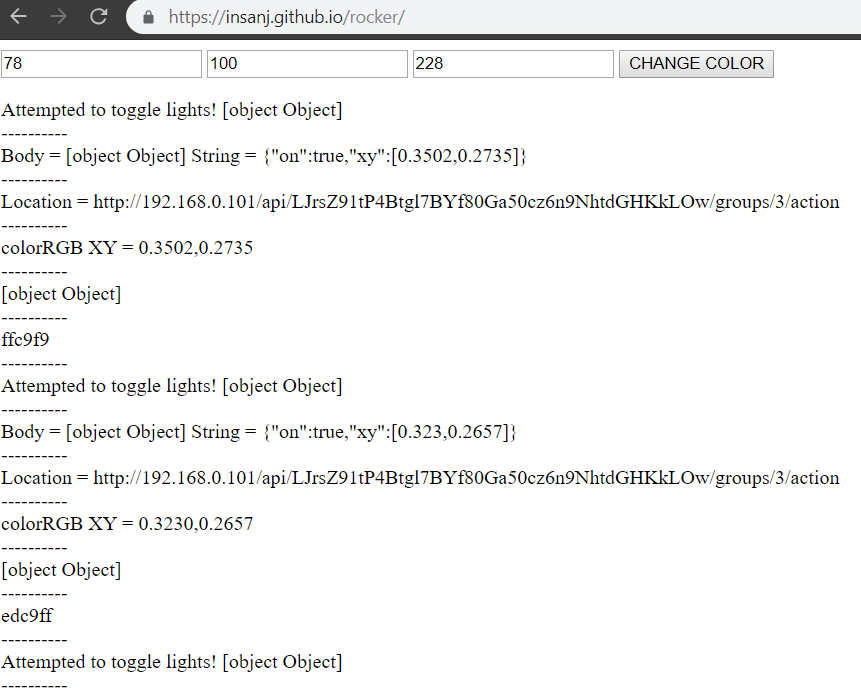 https://insanj.github.io/rocker/
78 100 228 CHANGE COLOR
Attempted to toggle lights! [object Object]
----------
Body = [object Object] String = {"on":true,"xy":[0.3502,0.2735]}
----------
Location = http://192.168.0.101/api/LJrsZ91tP4Btgl7BYf80Ga50cz6n9NhtdGHKkLOw/groups/3/action
----------
colorRGB XY = 0.3502,0.2735
----------
[object Object]
----------
ffc9f9
----------
Attempted to toggle lights! [object Object]
----------
Body = [object Object] String = {"on":true,"xy":[0.323,0.2657]}
----------
Location = http://192.168.0.101/api/LJrsZ91tP4Btgl7BYf80Ga50cz6n9NhtdGHKkLOw/groups/3/action
----------
colorRGB XY = 0.3230,0.2657
----------
[object Object]
----------
edc9ff
----------
Attempted to toggle lights! [object Object]
----------